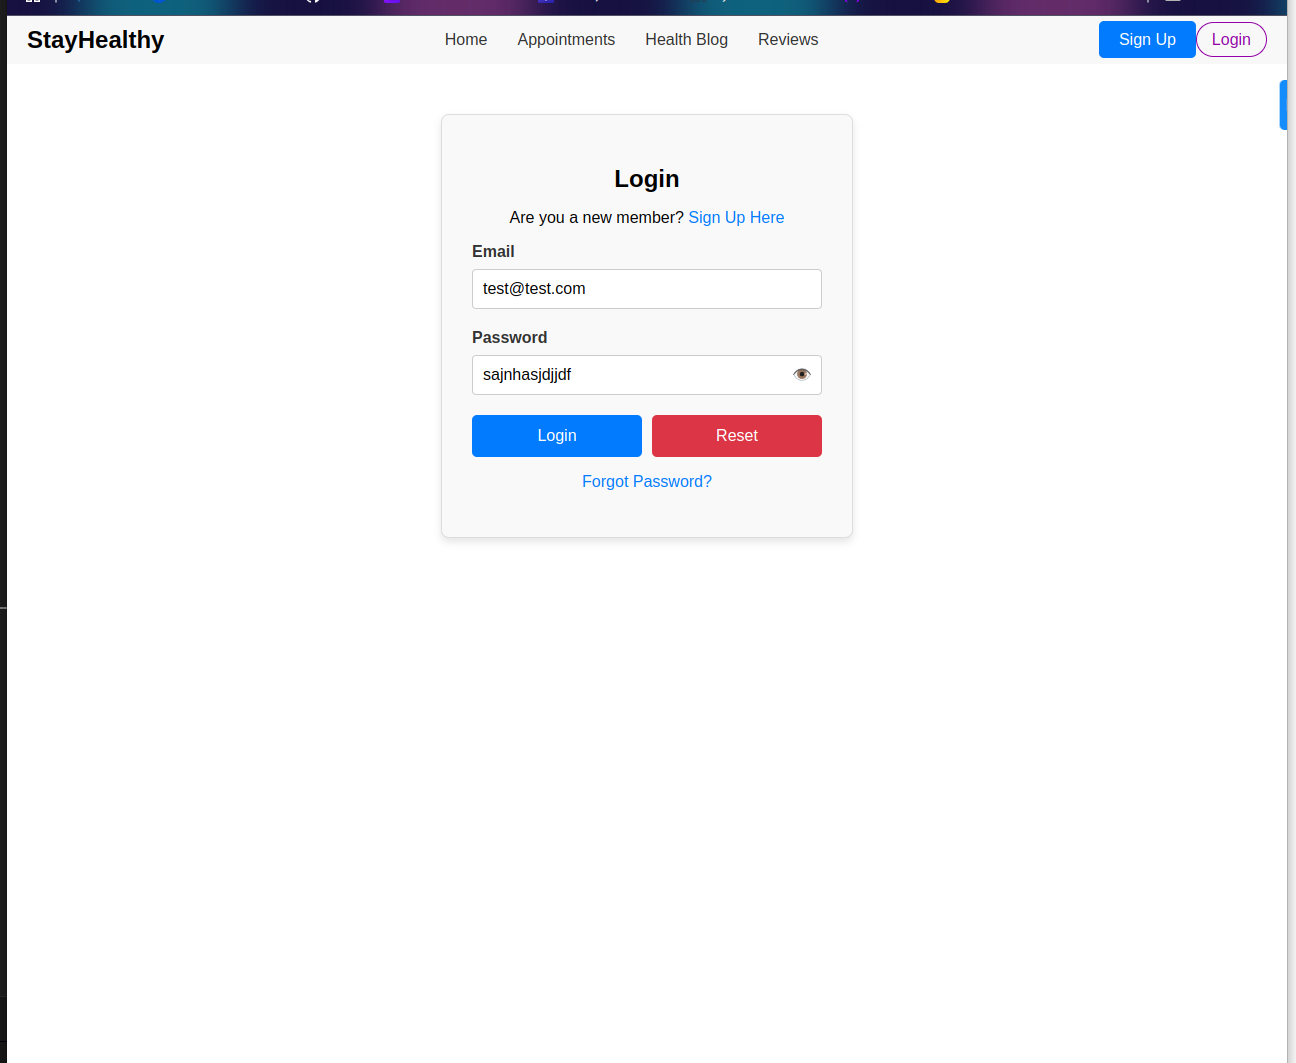 StayHealthy Home Appointments Health Blog Reviews Sign Up Login
Login
Are you a new member? Sign Up Here
Email
test@test.com
Password
sajnhasjdjjdf
Login Reset
Forgot Password?